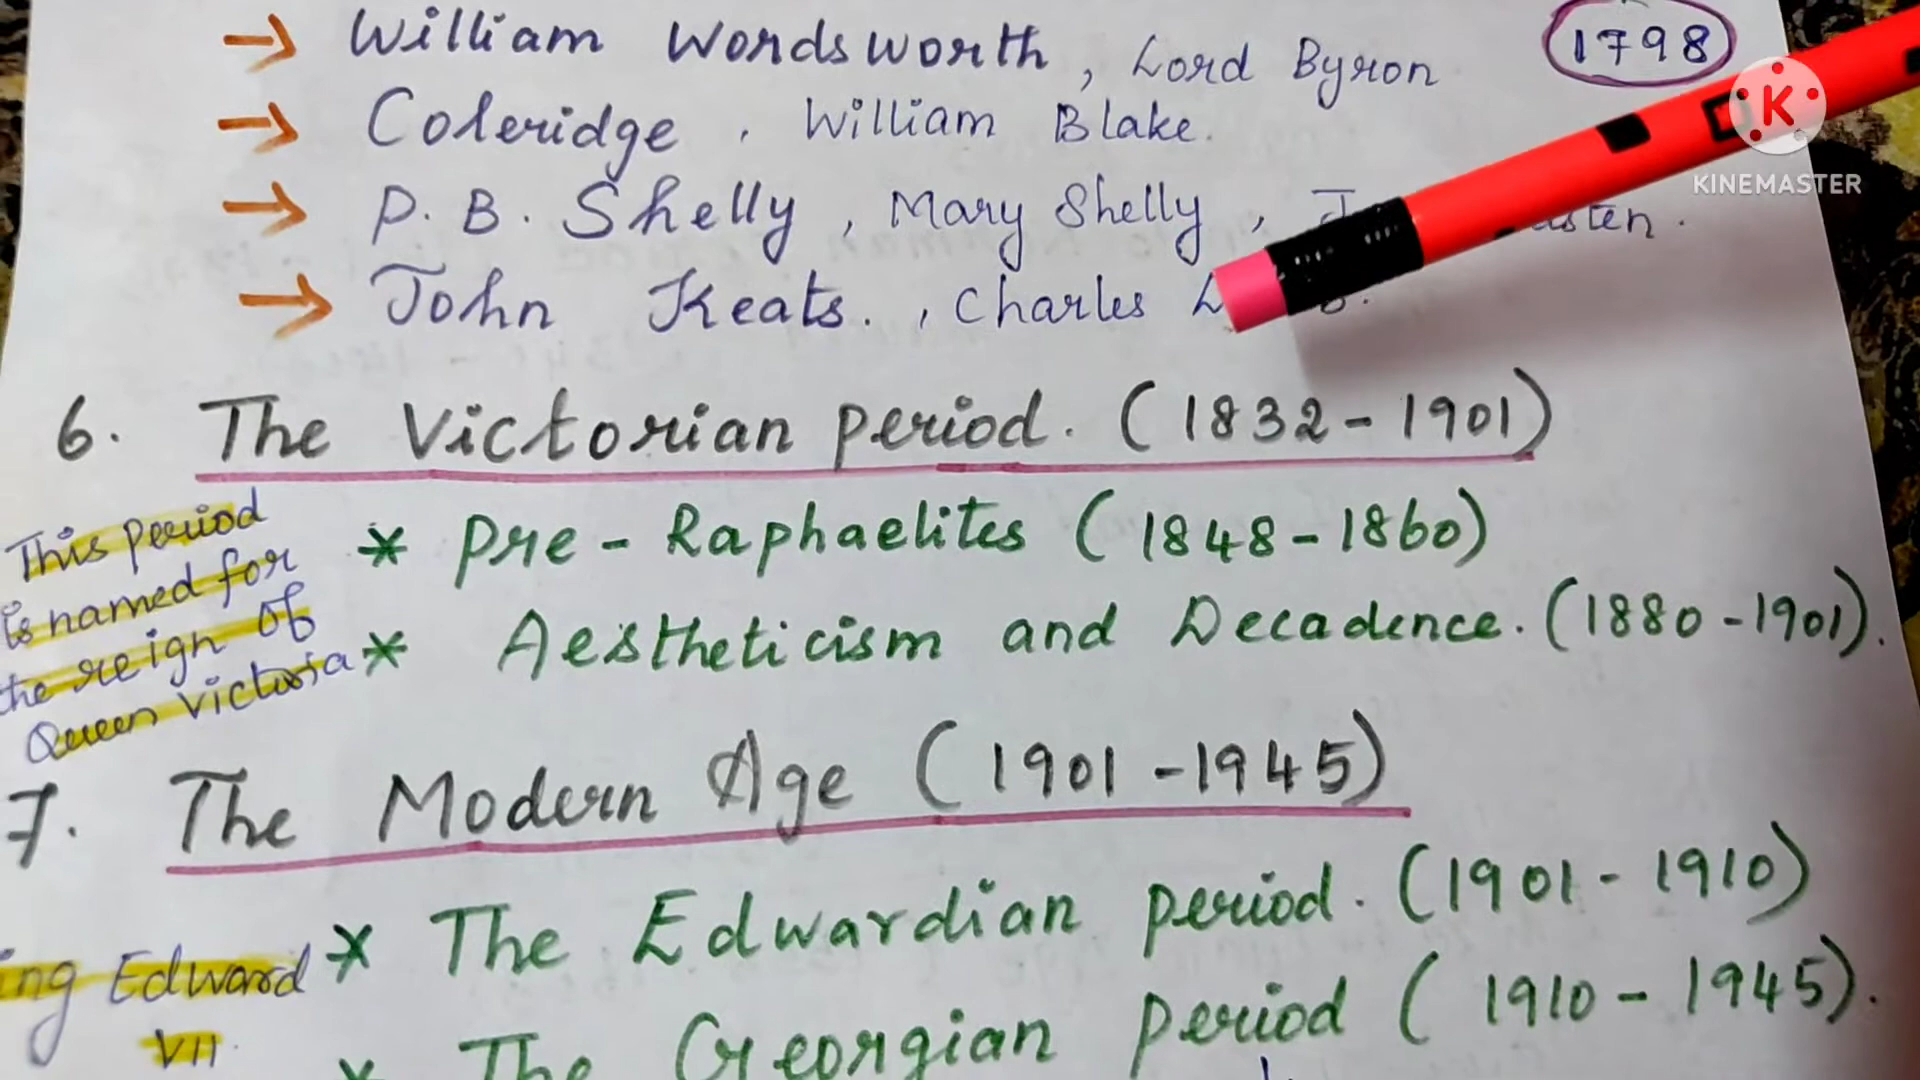 → William Wordsworth, Lord Byron 1798
→ Coleridge, William Blake.
→ P. B. Shelly, Mary Shelly,
→ John Keats., Charles
KINEMASTER
6. The Victorian period. (1832-1901)
* Pre-Raphaelites (1848-1860)
* Aestheticism and Decadence. (1880-1901).
This period
is named for
the reign of
Queen Victoria
7. The Modern Age (1901-1945)
* The Edwardian period. (1901-1910)
Edward
VII.
* The Georgian period (1910-1945).